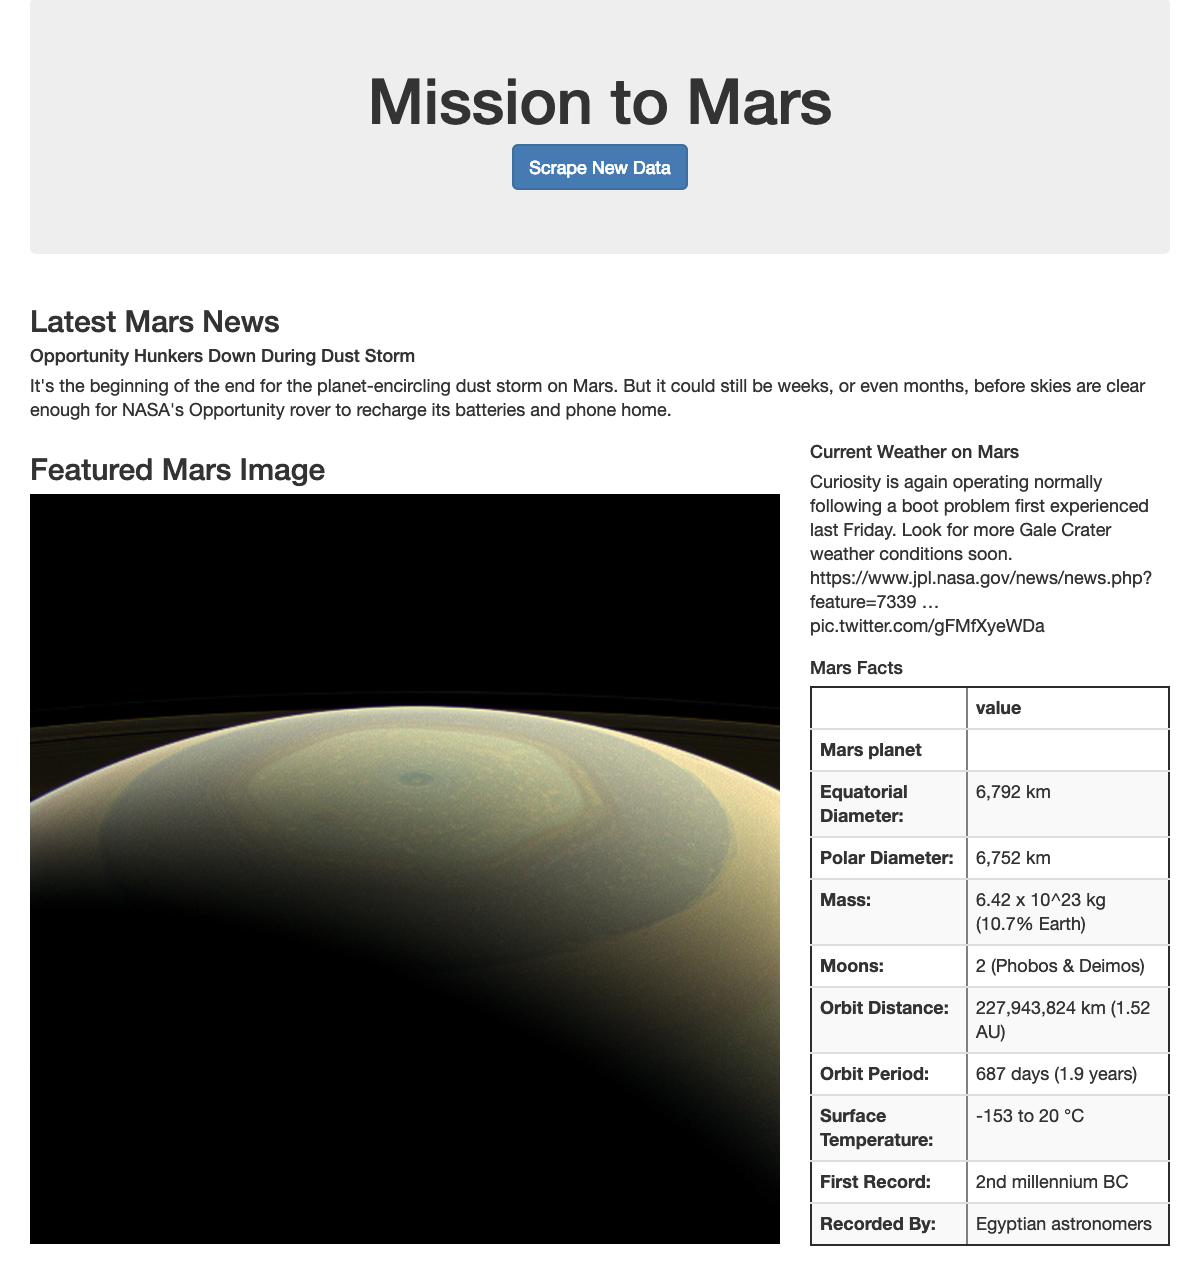 Mission to Mars
Scrape New Data
Latest Mars News
Opportunity Hunkers Down During Dust Storm
It's the beginning of the end for the planet-encircling dust storm on Mars. But it could still be weeks, or even months, before skies are clear
enough for NASA's Opportunity rover to recharge its batteries and phone home.
Featured Mars Image
Current Weather on Mars
Curiosity is again operating normally
following a boot problem first experienced
last Friday. Look for more Gale Crater
weather conditions soon.
https://www.jpl.nasa.gov/news/news.php?
feature=7339 …
pic.twitter.com/gFMfXyeWDa
Mars Facts
value
Mars planet
Equatorial 6,792 km
Diameter:
Polar Diameter: 6,752 km
Mass: 6.42 x 10^23 kg
(10.7% Earth)
Moons: 2 (Phobos & Deimos)
Orbit Distance: 227,943,824 km (1.52
AU)
Orbit Period: 687 days (1.9 years)
Surface -153 to 20 °C
Temperature:
First Record: 2nd millennium BC
Recorded By: Egyptian astronomers